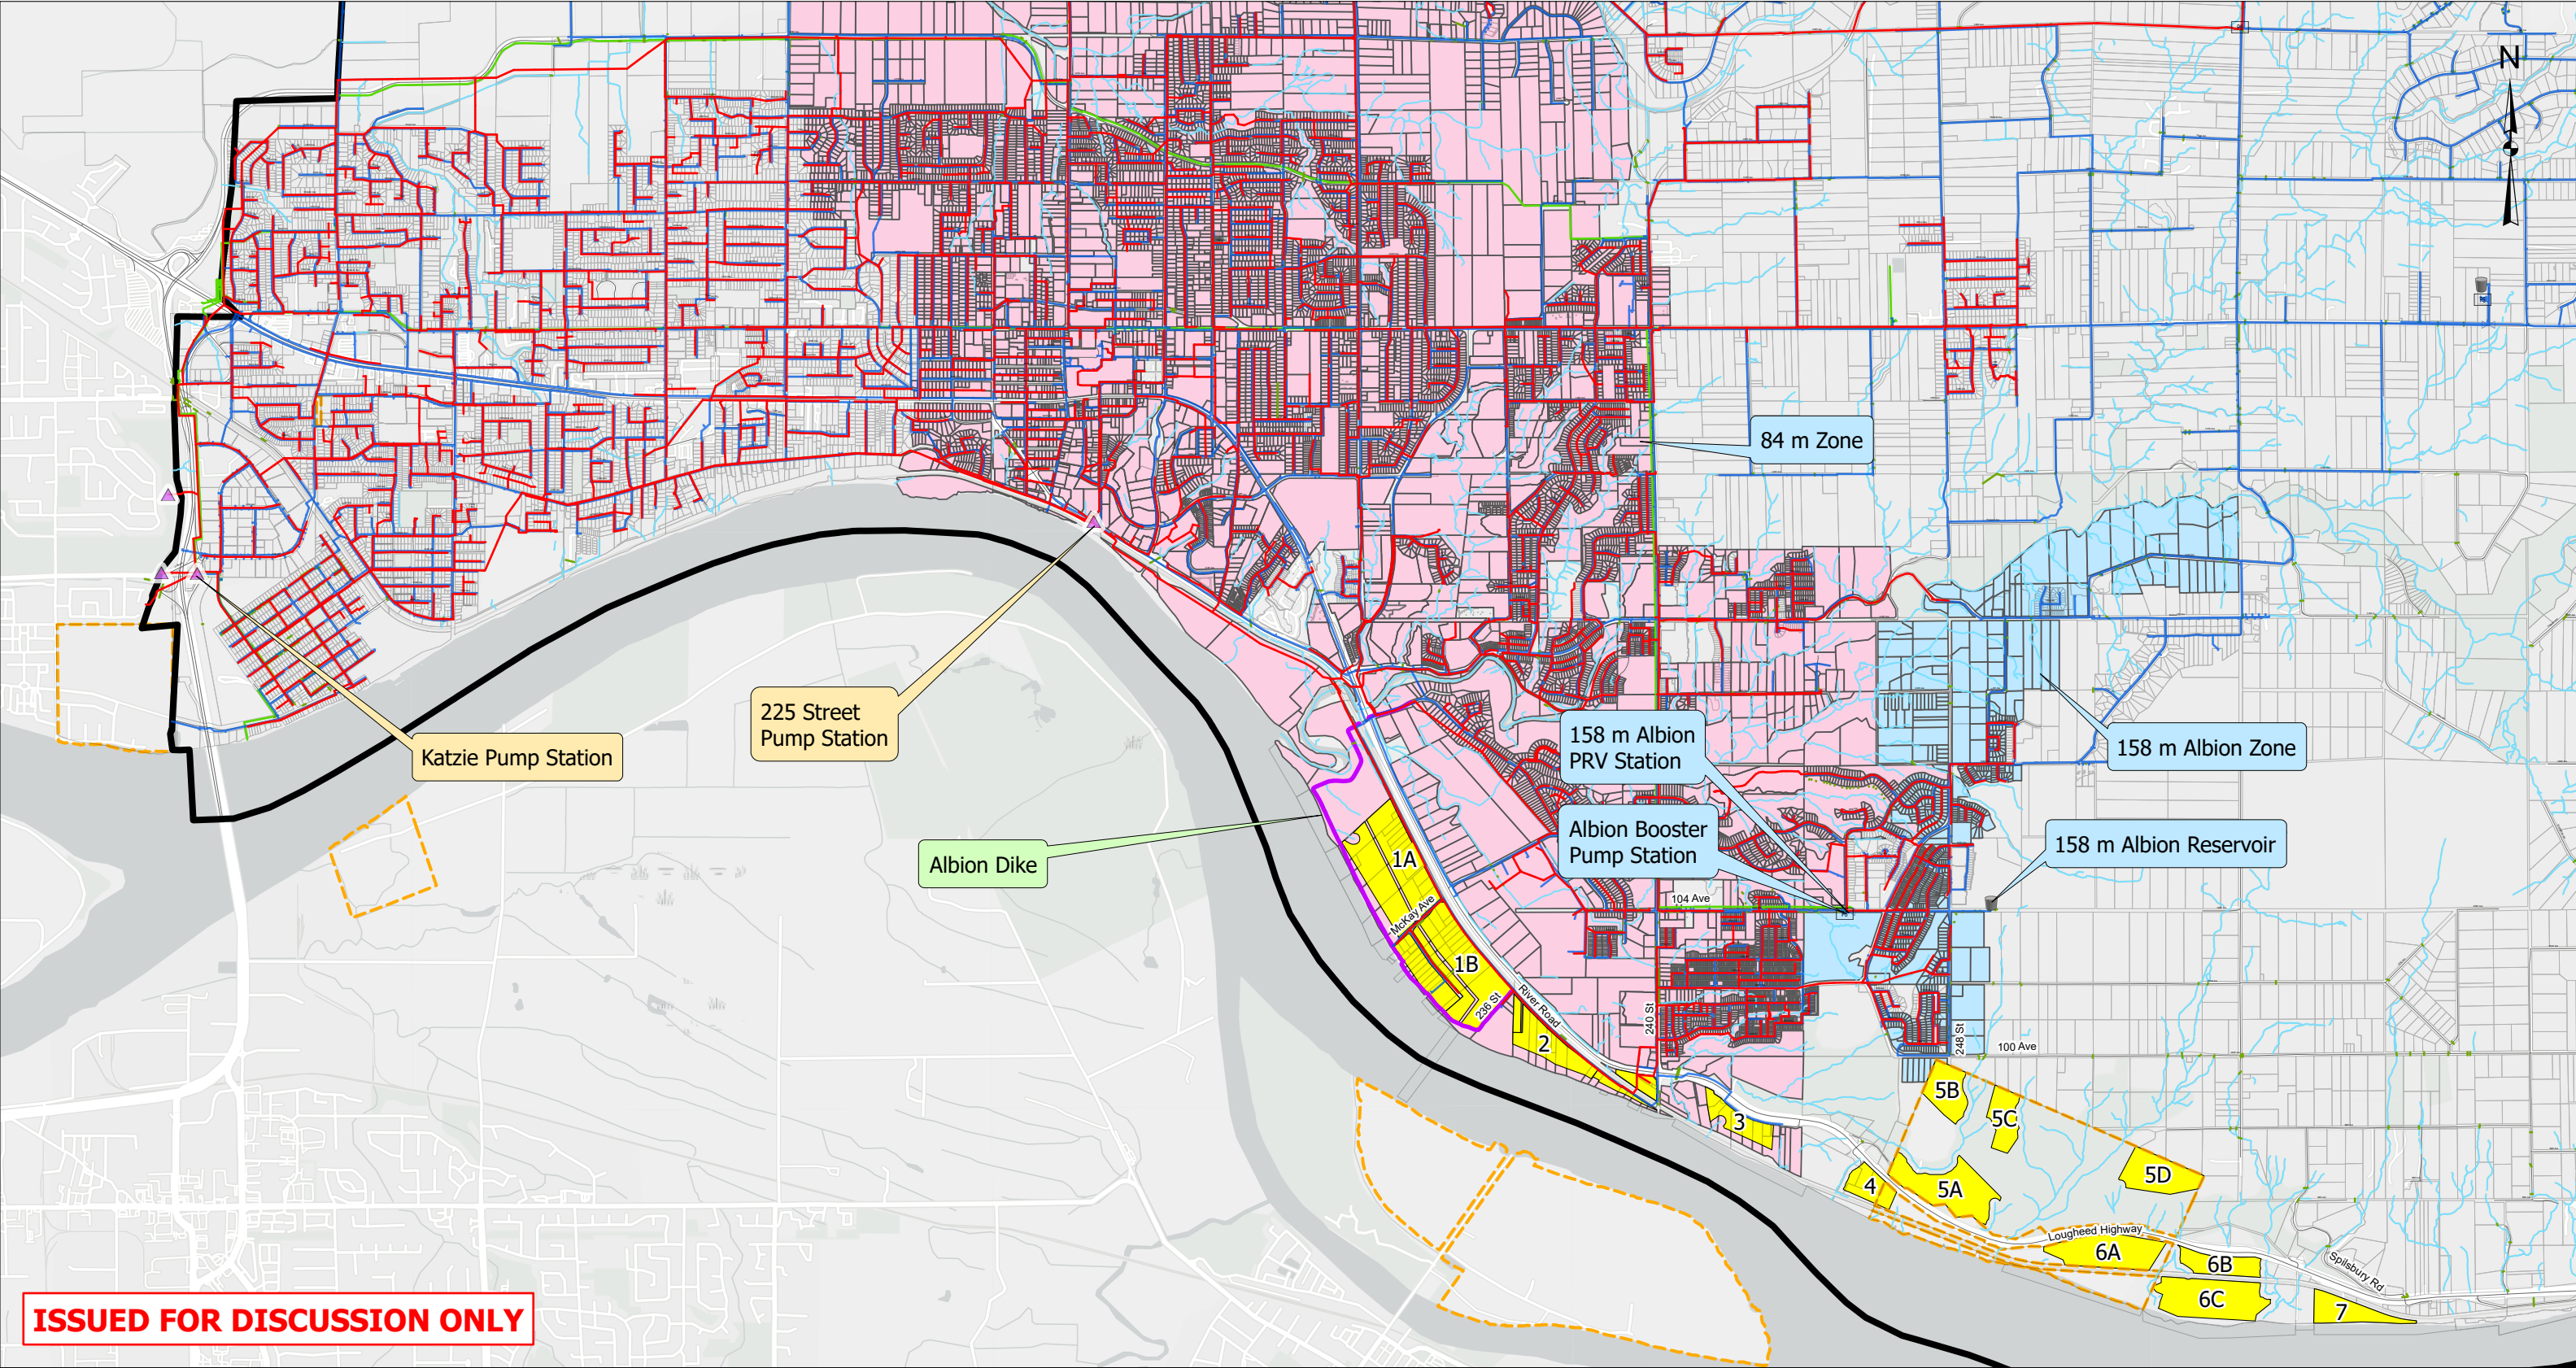 N
84 m Zone
225 Street
Pump Station
Katzie Pump Station
158 m Albion
PRV Station
158 m Albion Zone
Albion Booster
Pump Station
158 m Albion Reservoir
Albion Dike
1A
104 Ave
McKay Ave
1B
236 St
River Road
240 St
248 St
100 Ave
2
3
4
5B
5C
5A
5D
Lougheed Highway
6A
6B
6C
Spilsbury Rd
7
ISSUED FOR DISCUSSION ONLY